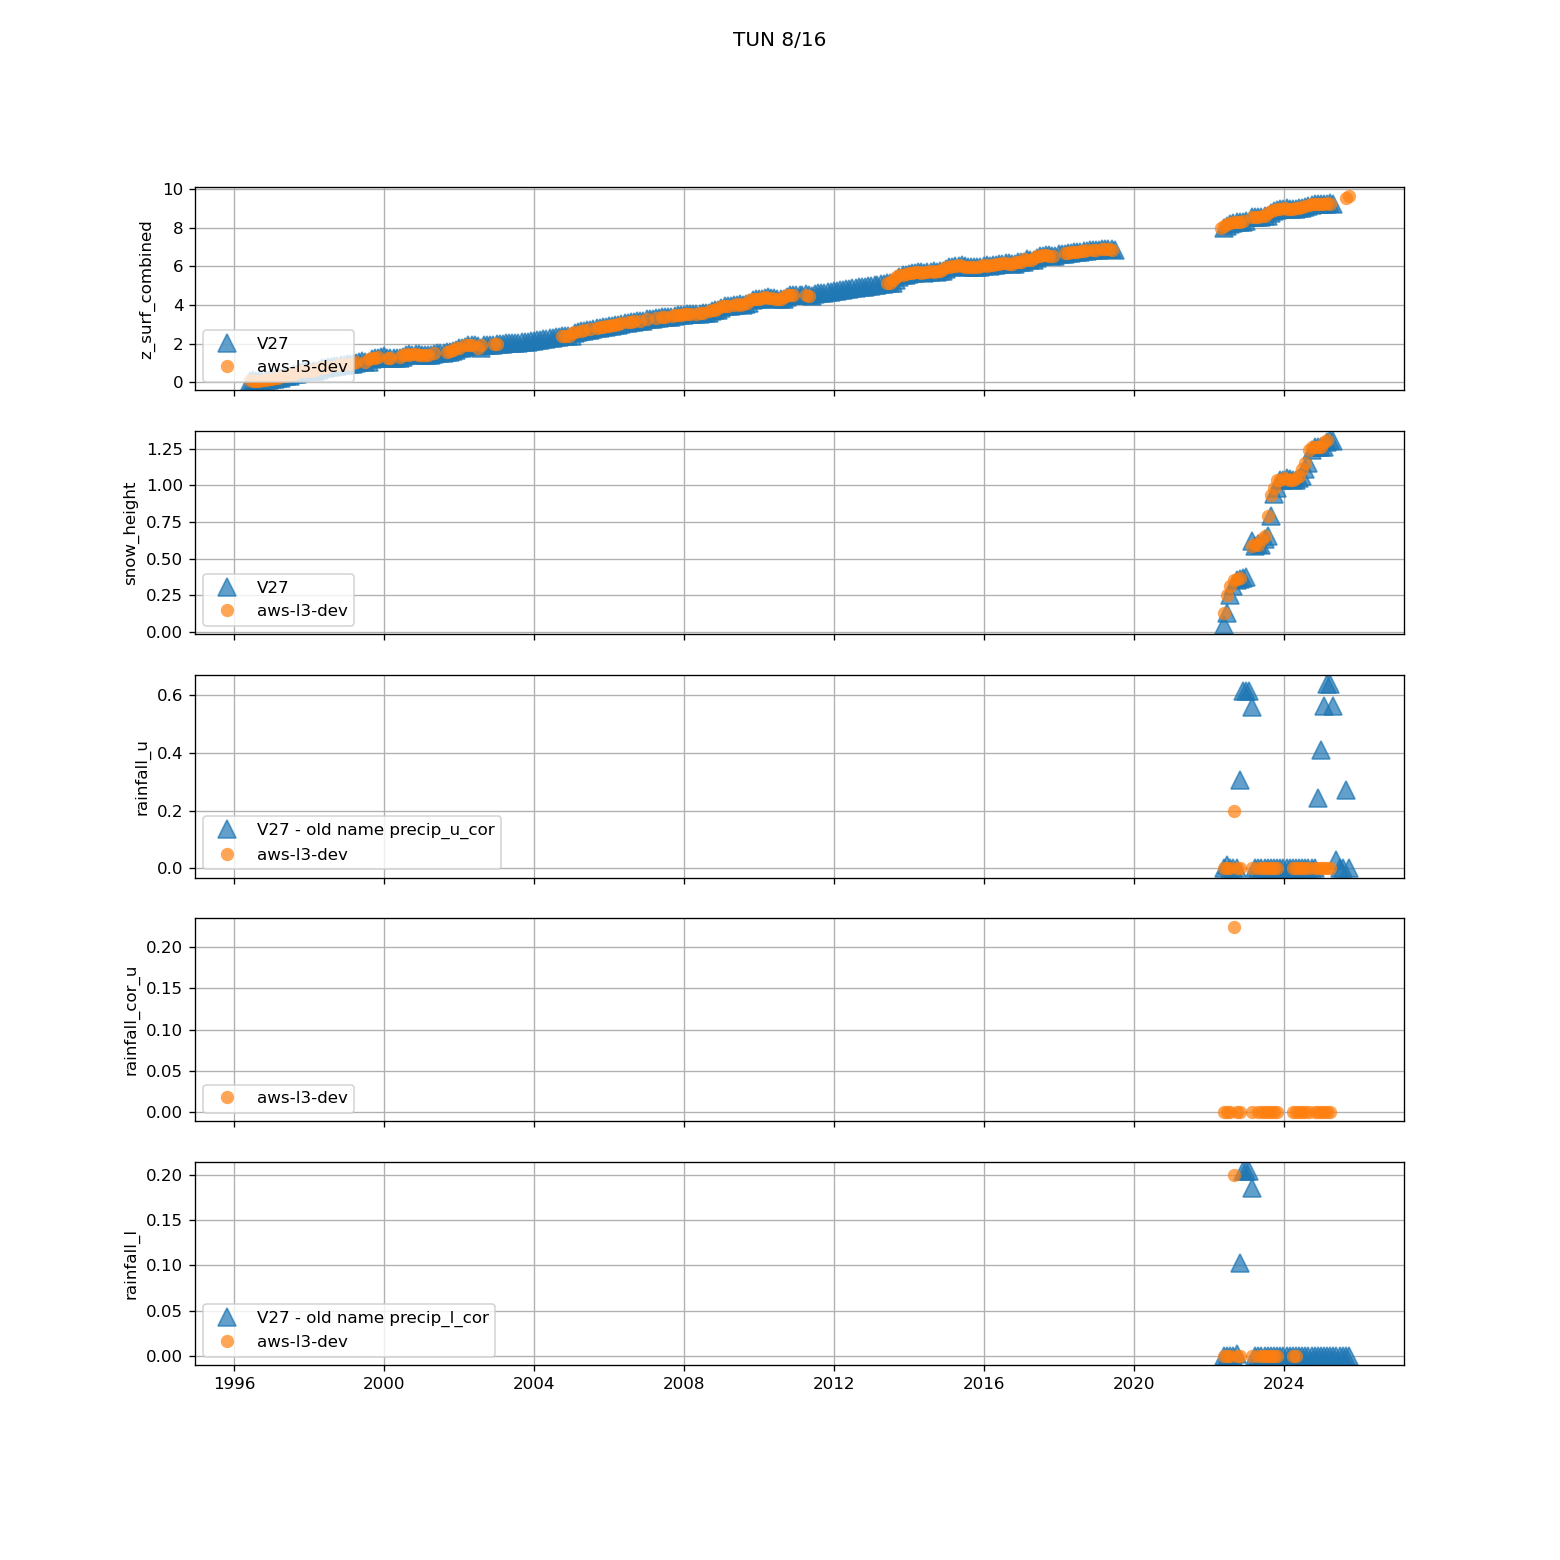 TUN 8/16
10
8
6
4
2
0
z_surf_combined
V27
aws-l3-dev
1.25
1.00
0.75
0.50
0.25
0.00
snow_height
V27
aws-l3-dev
0.6
0.4
0.2
0.0
rainfall_u
V27 - old name precip_u_cor
aws-l3-dev
0.20
0.15
0.10
0.05
0.00
rainfall_cor_u
aws-l3-dev
0.20
0.15
0.10
0.05
0.00
rainfall_l
V27 - old name precip_l_cor
aws-l3-dev
1996 2000 2004 2008 2012 2016 2020 2024